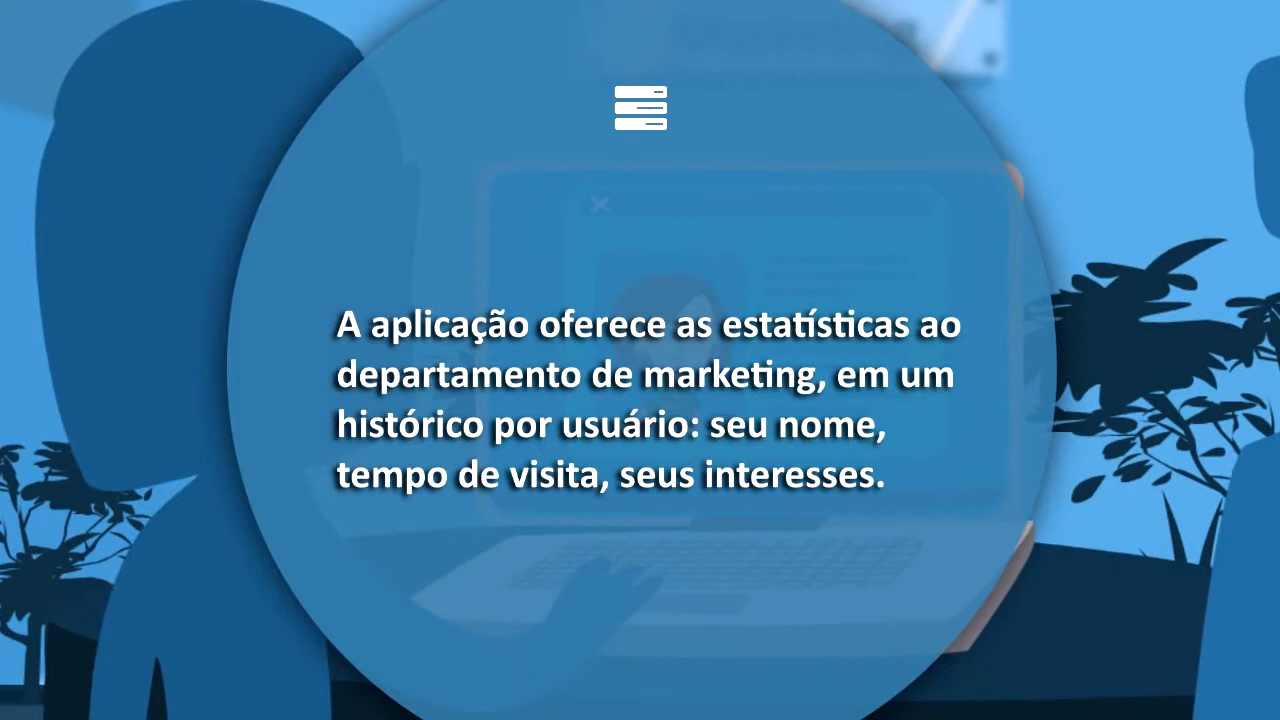 A aplicação oferece as estatísticas ao
departamento de marketing, em um
histórico por usuário: seu nome,
tempo de visita, seus interesses.